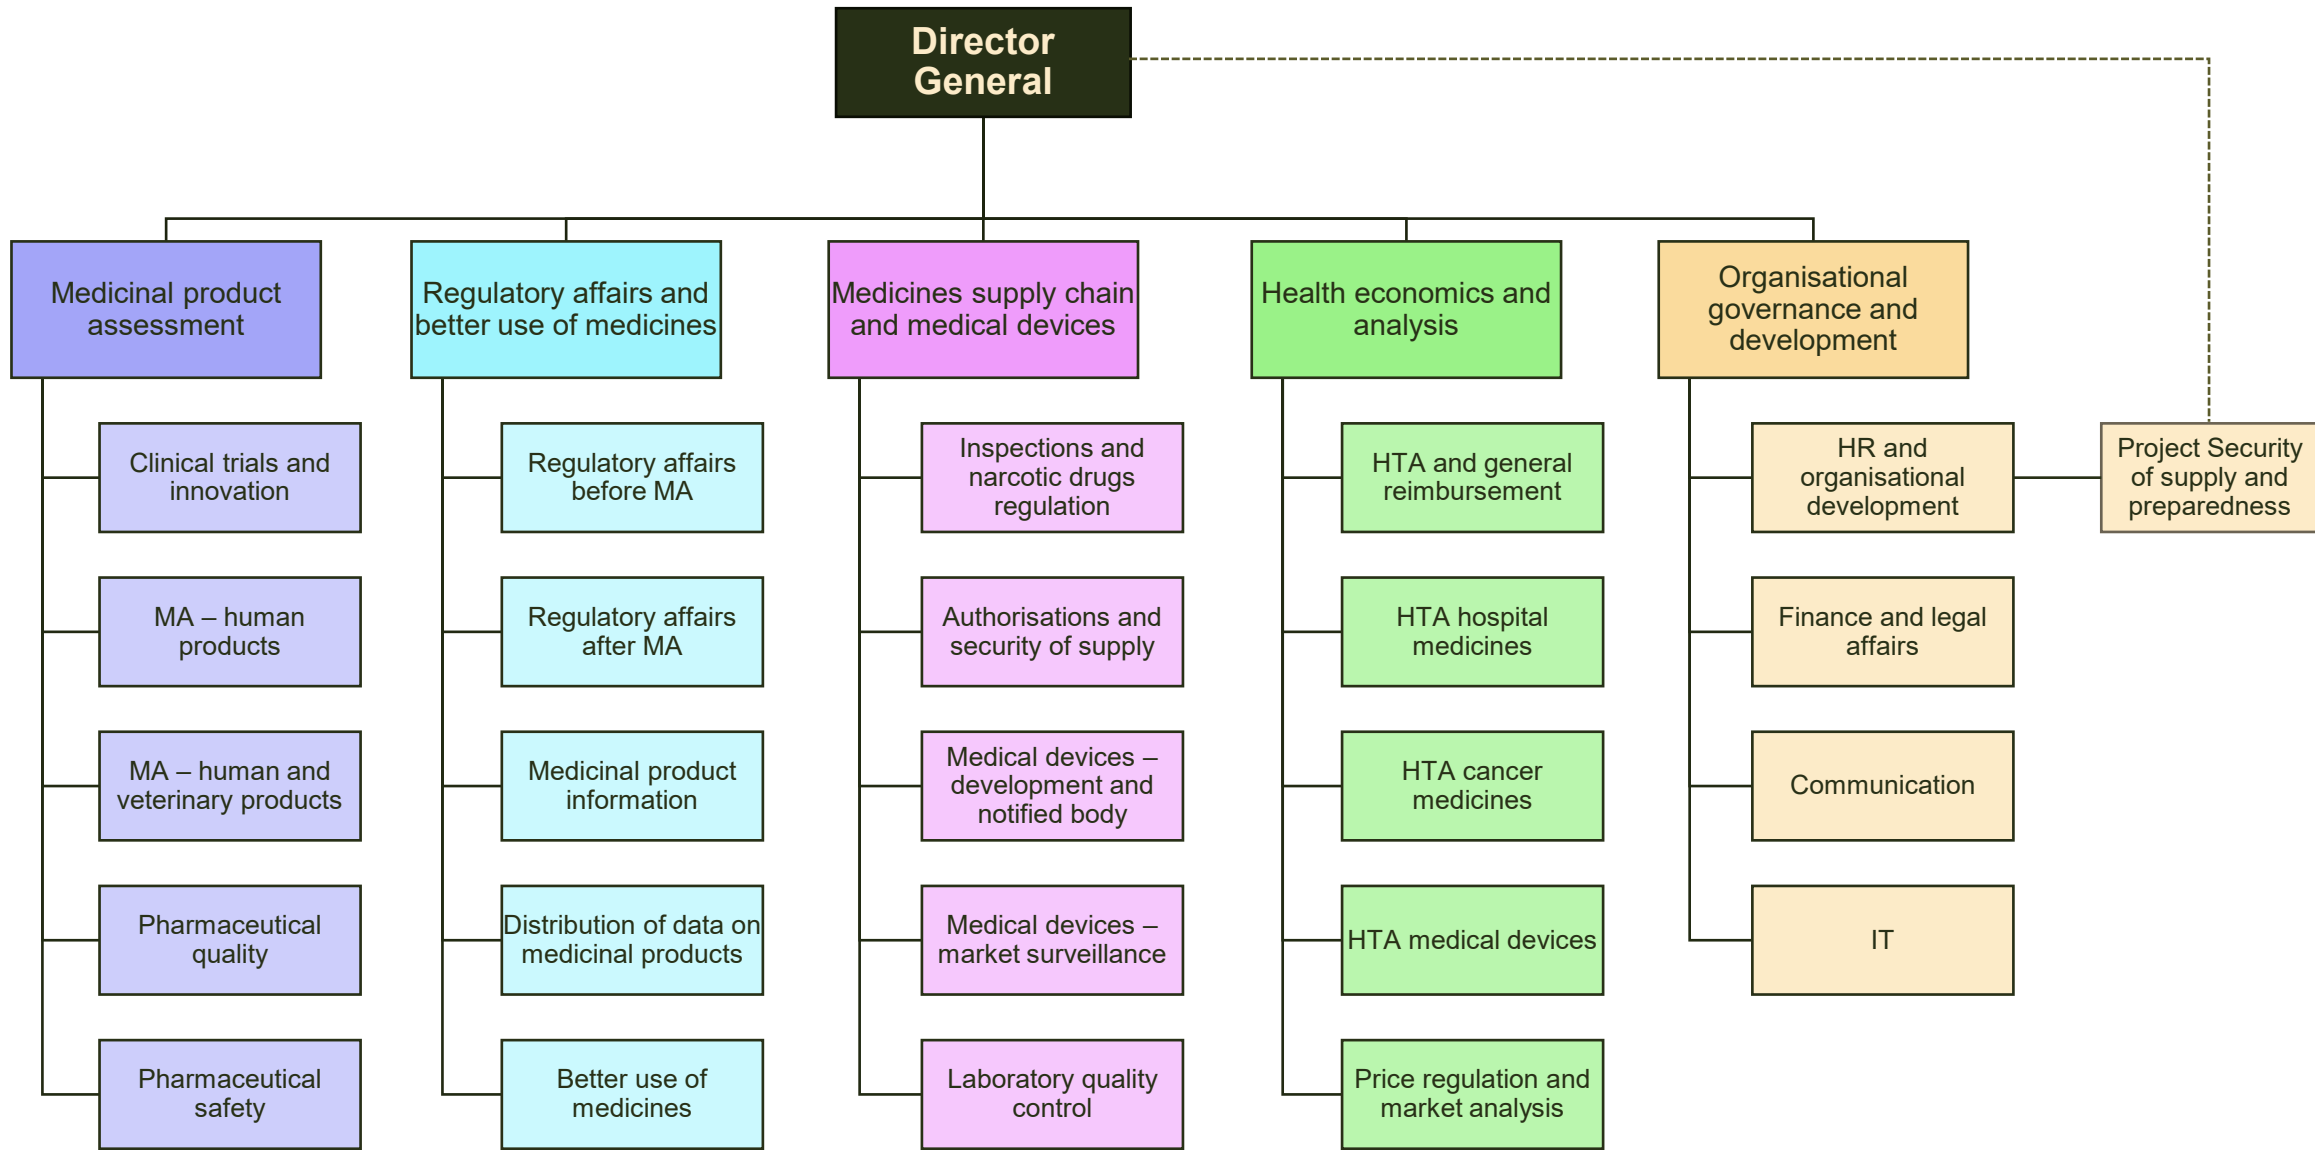 Director
General
Medicinal product
assessment
Regulatory affairs and
better use of medicines
Medicines supply chain
and medical devices
Health economics and
analysis
Organisational
governance and
development
Clinical trials and
innovation
MA – human
products
MA – human and
veterinary products
Pharmaceutical
quality
Pharmaceutical
safety
Regulatory affairs
before MA
Regulatory affairs
after MA
Medicinal product
information
Distribution of data on
medicinal products
Better use of
medicines
Inspections and
narcotic drugs
regulation
Authorisations and
security of supply
Medical devices –
development and
notified body
Medical devices –
market surveillance
Laboratory quality
control
HTA and general
reimbursement
HTA hospital
medicines
HTA cancer
medicines
HTA medical devices
Price regulation and
market analysis
HR and
organisational
development
Finance and legal
affairs
Communication
IT
Project Security
of supply and
preparedness